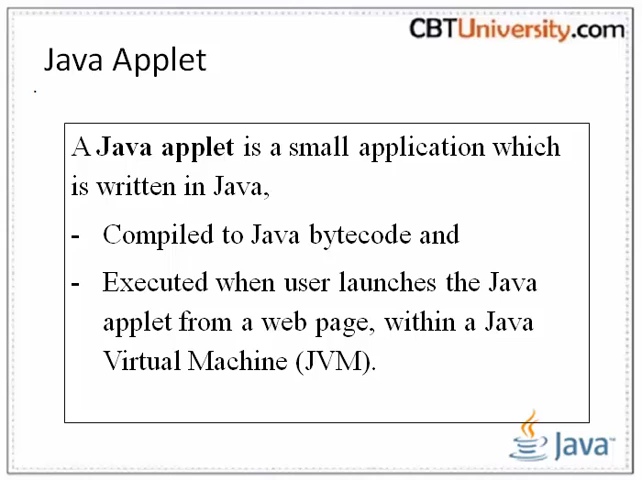 CBTUniversity.com
Java Applet
.
A Java applet is a small application which
is written in Java,
- Compiled to Java bytecode and
- Executed when user launches the Java
applet from a web page, within a Java
Virtual Machine (JVM).
Java™